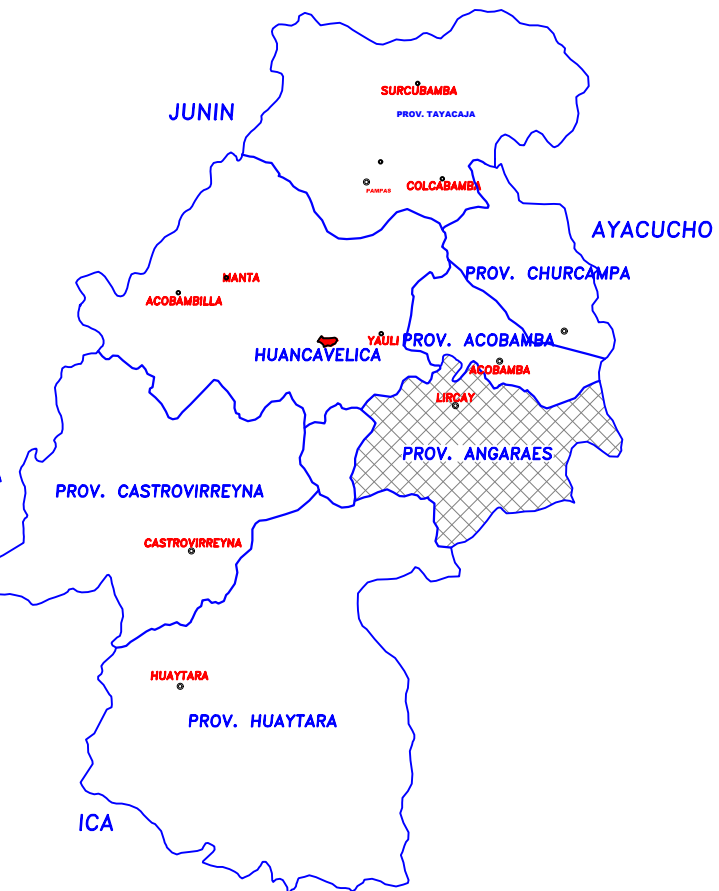 SURCUBAMBA
JUNIN
PROV. TAYACAJA
PAMPAS
COLCABAMBA
AYACUCHO
PROV. CHURCAMPA
MANTA
ACOBAMBILLA
YAULI
PROV. ACOBAMBA
HUANCAVELICA
ACOBAMBA
LIRCAY
PROV. ANGARAES
PROV. CASTROVIRREYNA
CASTROVIRREYNA
HUAYTARA
PROV. HUAYTARA
ICA